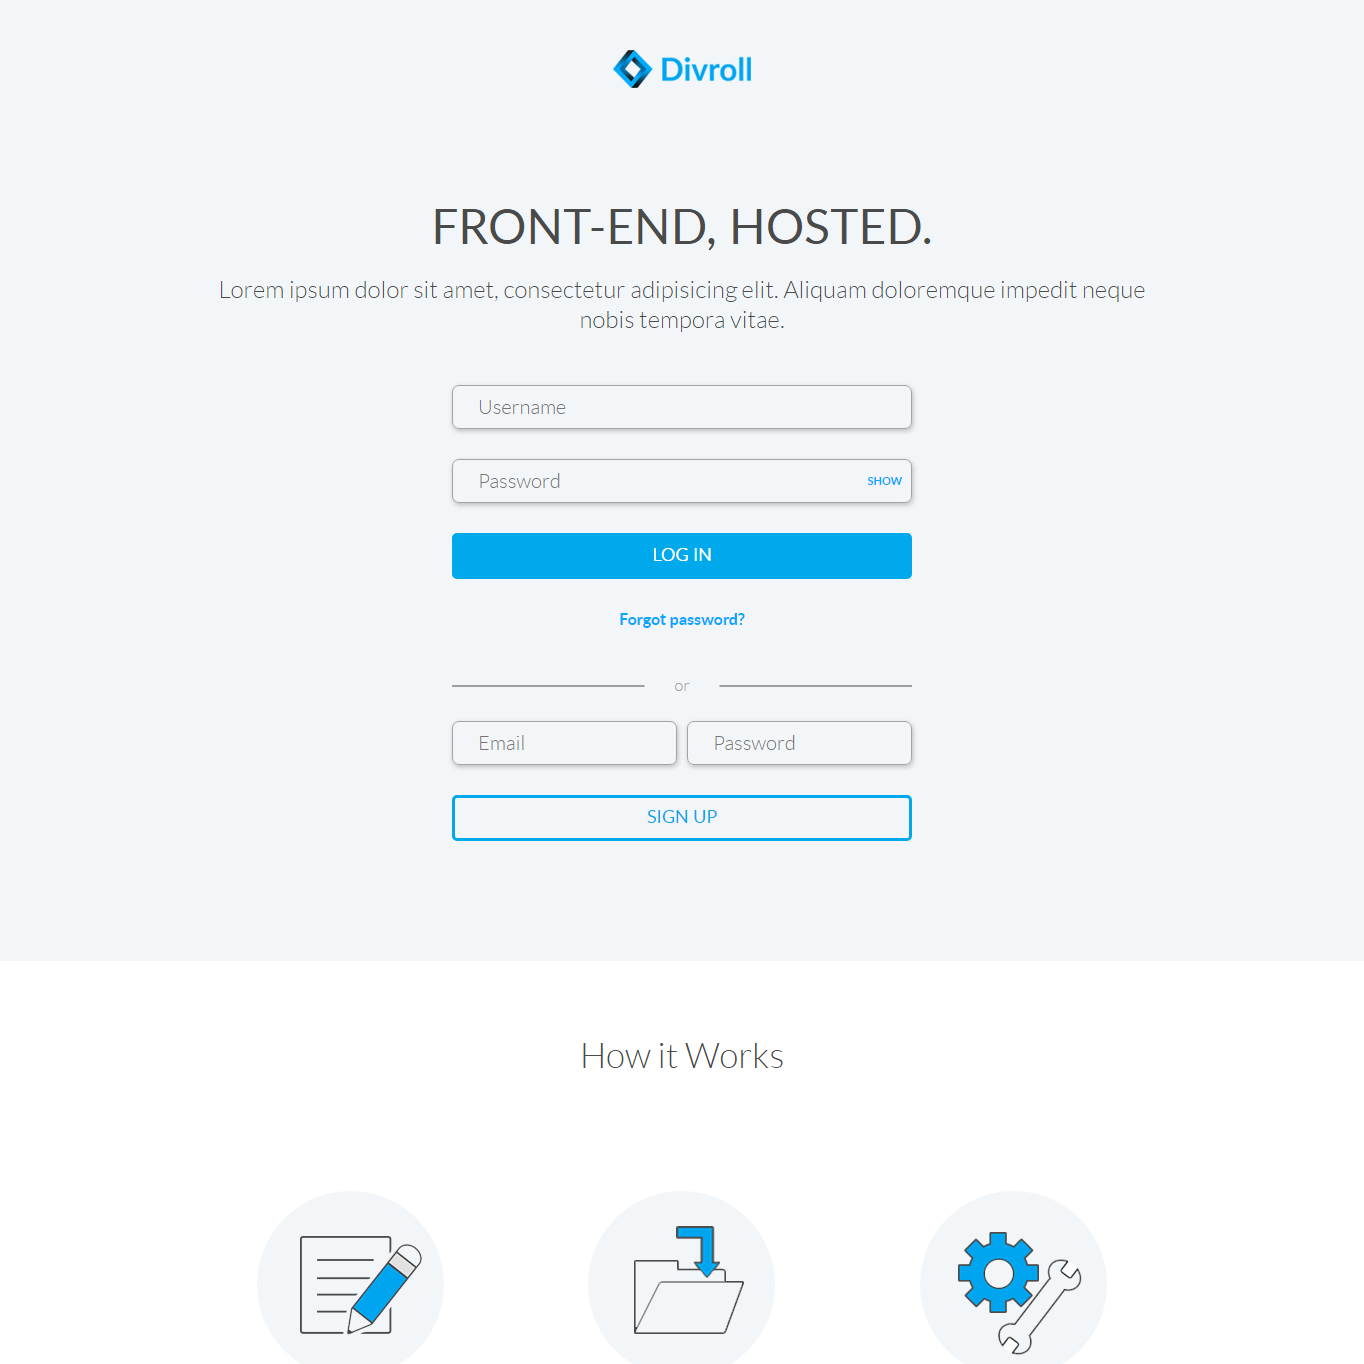 Divroll
FRONT-END, HOSTED.
Lorem ipsum dolor sit amet, consectetur adipisicing elit. Aliquam doloremque impedit neque
nobis tempora vitae.
Username
Password SHOW
LOG IN
Forgot password?
or
Email Password
SIGN UP
How it Works